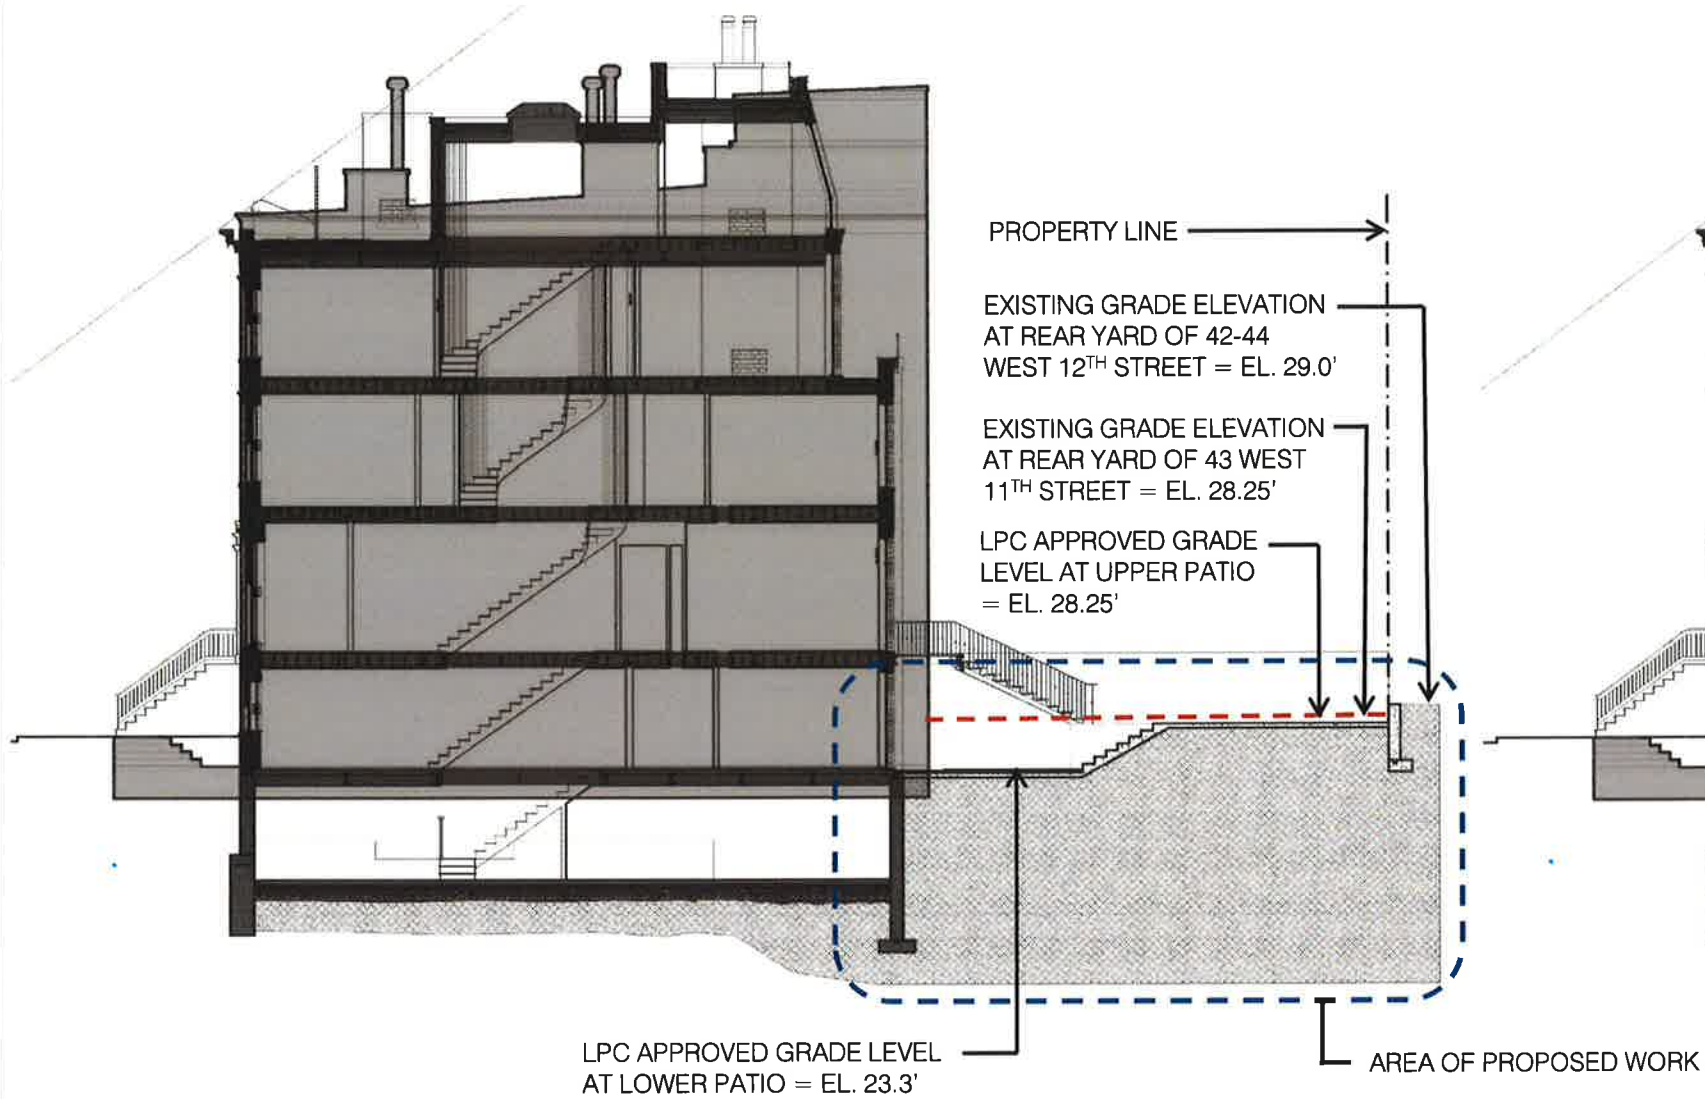 PROPERTY LINE
EXISTING GRADE ELEVATION
AT REAR YARD OF 42-44
WEST 12TH STREET = EL. 29.0'
EXISTING GRADE ELEVATION
AT REAR YARD OF 43 WEST
11TH STREET = EL. 28.25'
LPC APPROVED GRADE
LEVEL AT UPPER PATIO
= EL. 28.25'
LPC APPROVED GRADE LEVEL
AT LOWER PATIO = EL. 23.3'
AREA OF PROPOSED WORK